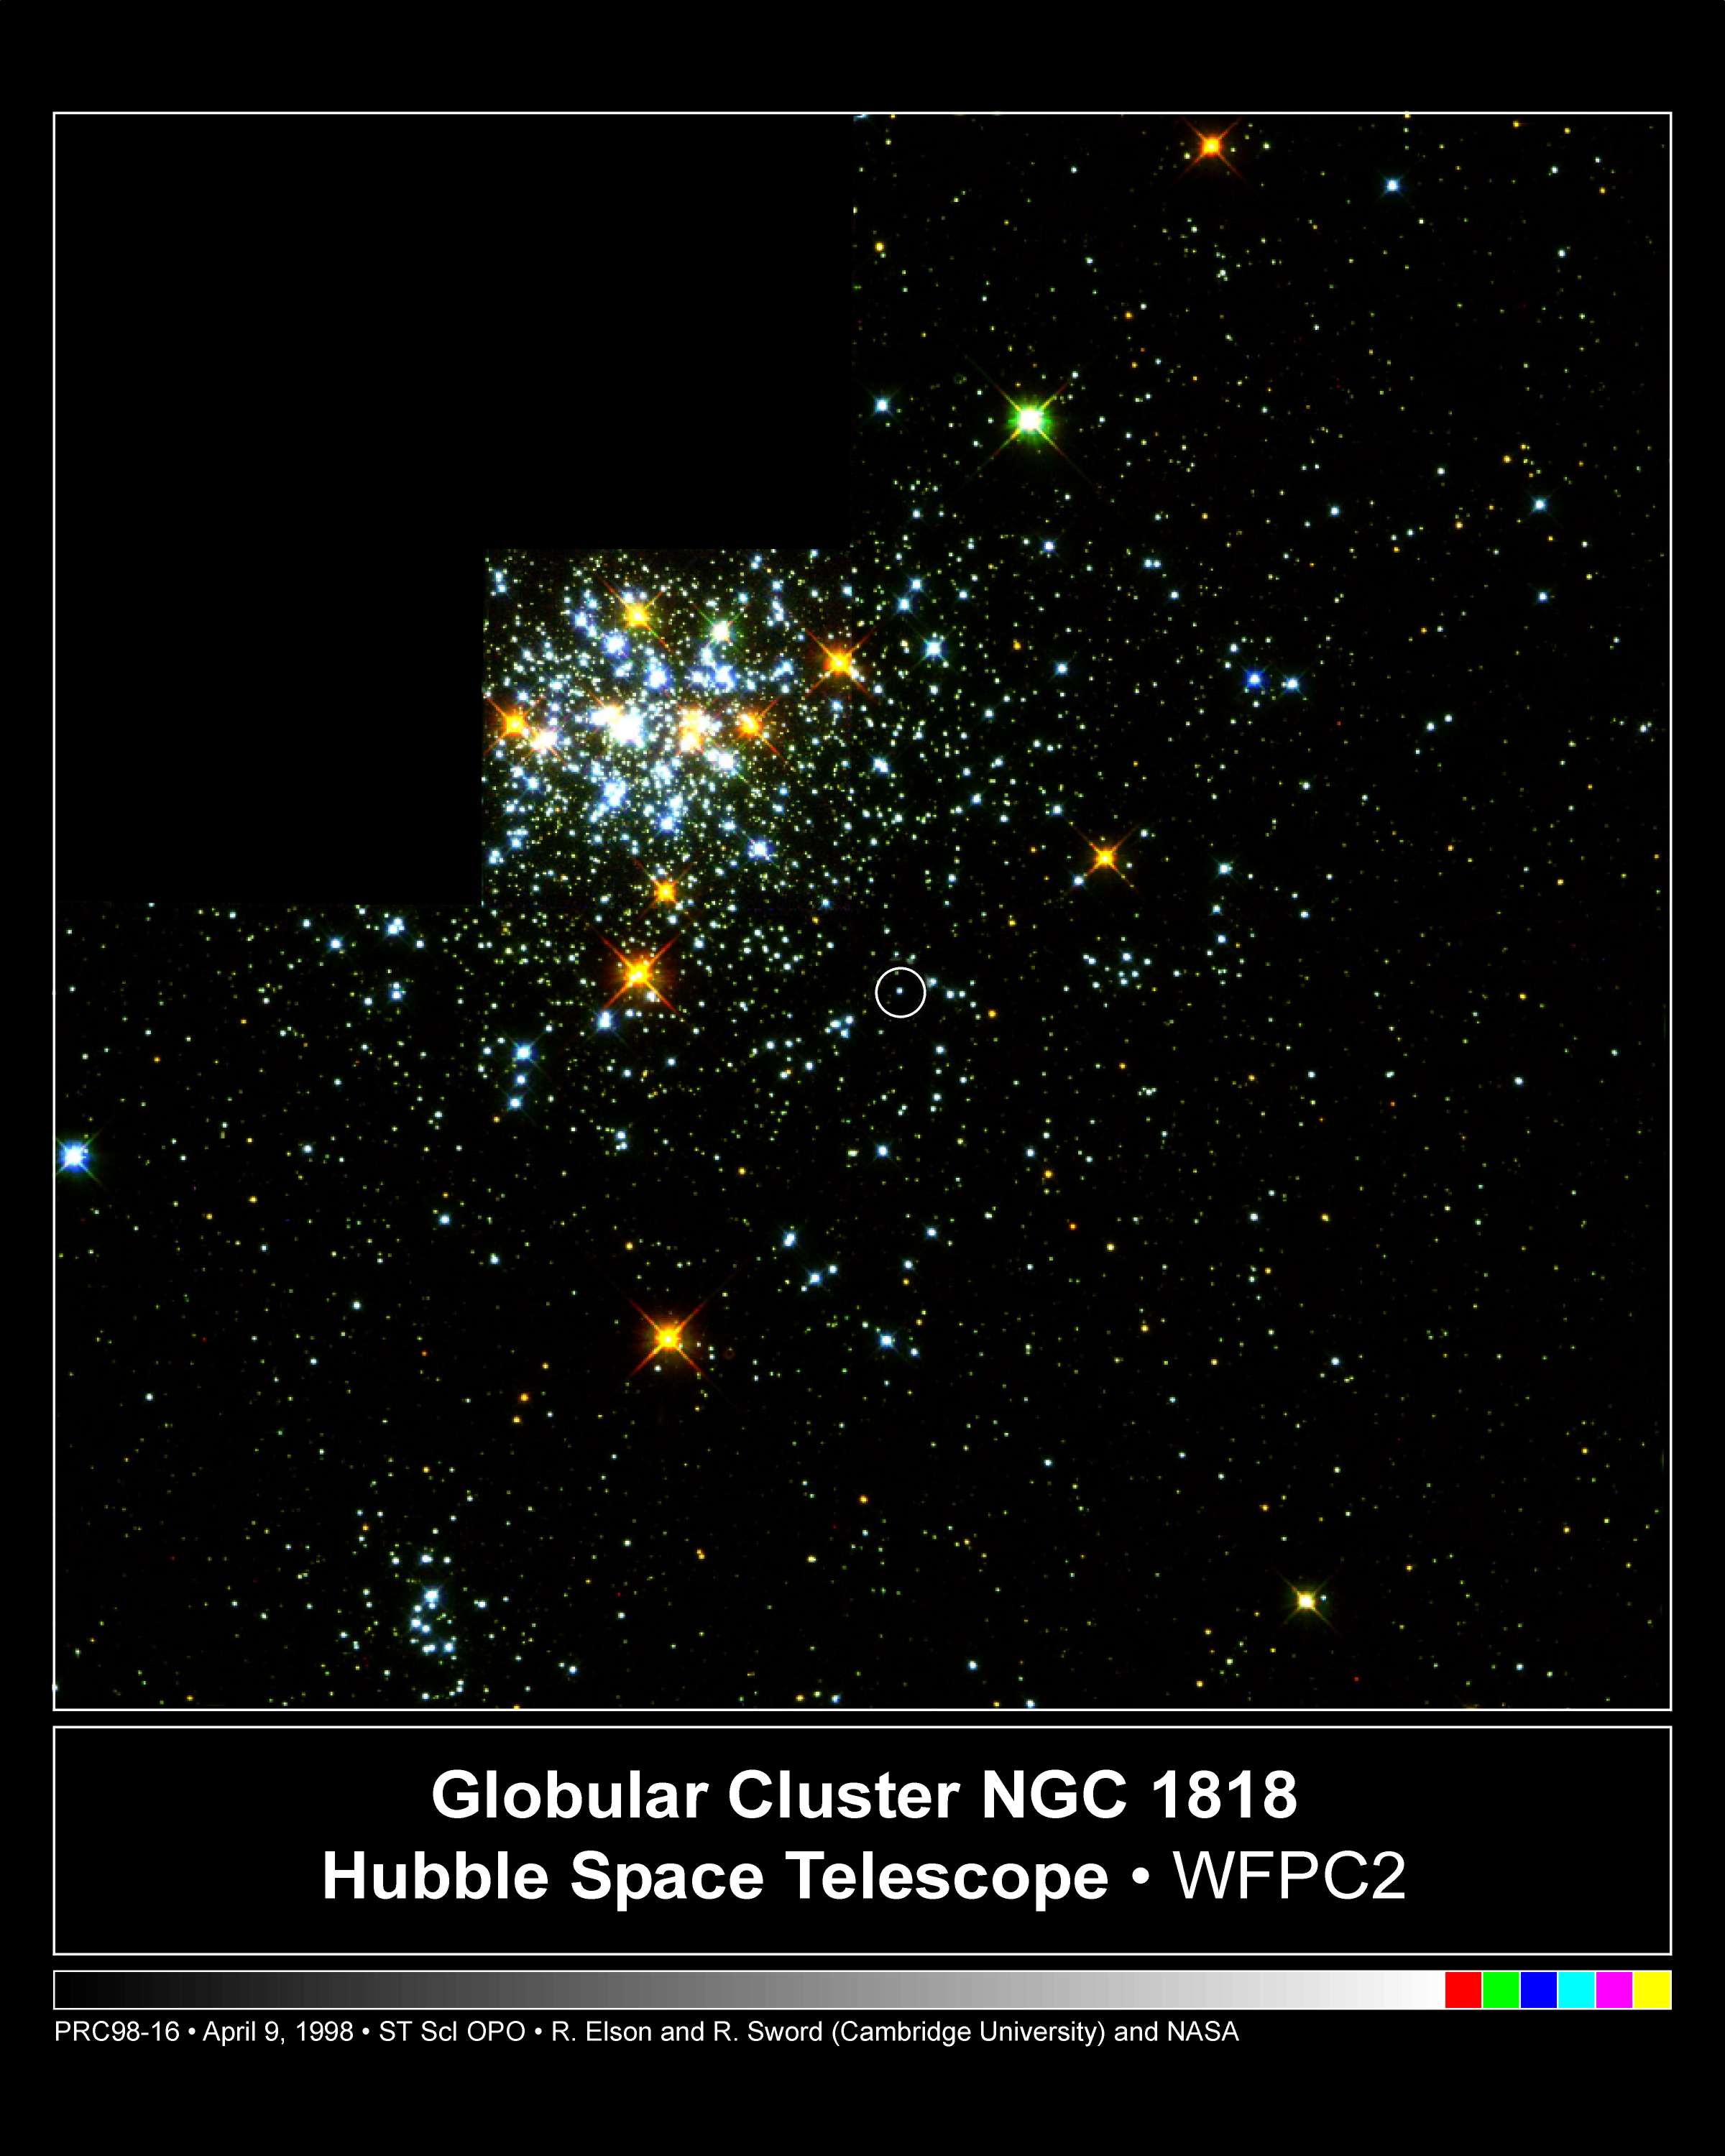 Globular Cluster NGC 1818
Hubble Space Telescope • WFPC2
PRC98-16 • April 9, 1998 • ST ScI OPO • R. Elson and R. Sword (Cambridge University) and NASA